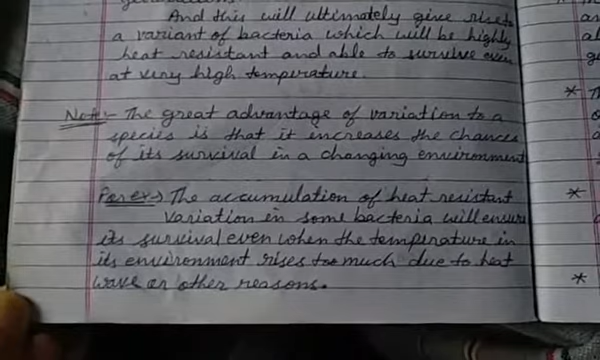 And this will ultimately give rise to
a variant of bacteria which will be highly
heat resistant and able to survive even
at very high temperature.
Note:- The great advantage of variation to a
species is that it increases the chances
of its survival in a changing environment
For ex→ The accumulation of heat resistant
variation in some bacteria will ensure
its survival even when the temperature in
its environment rises too much due to heat
wave or other reasons.